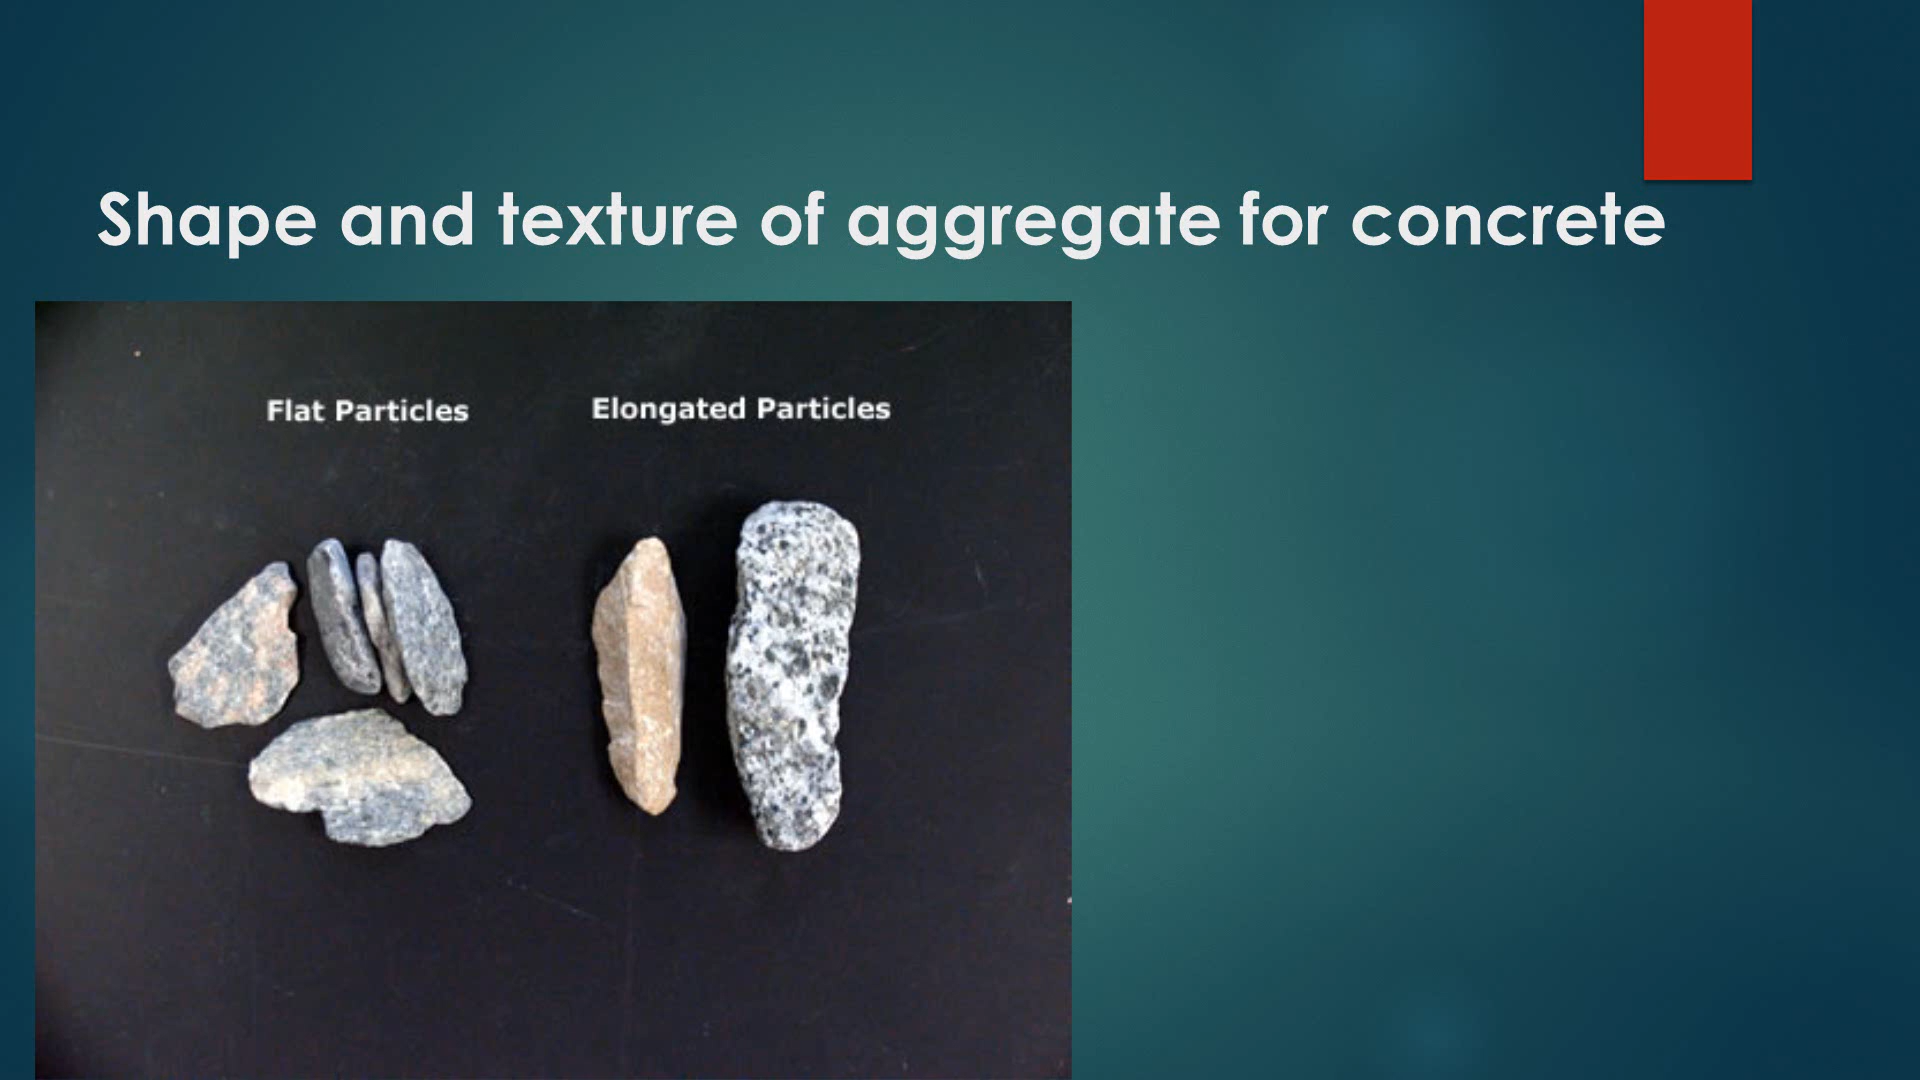 Shape and texture of aggregate for concrete
Flat Particles
Elongated Particles